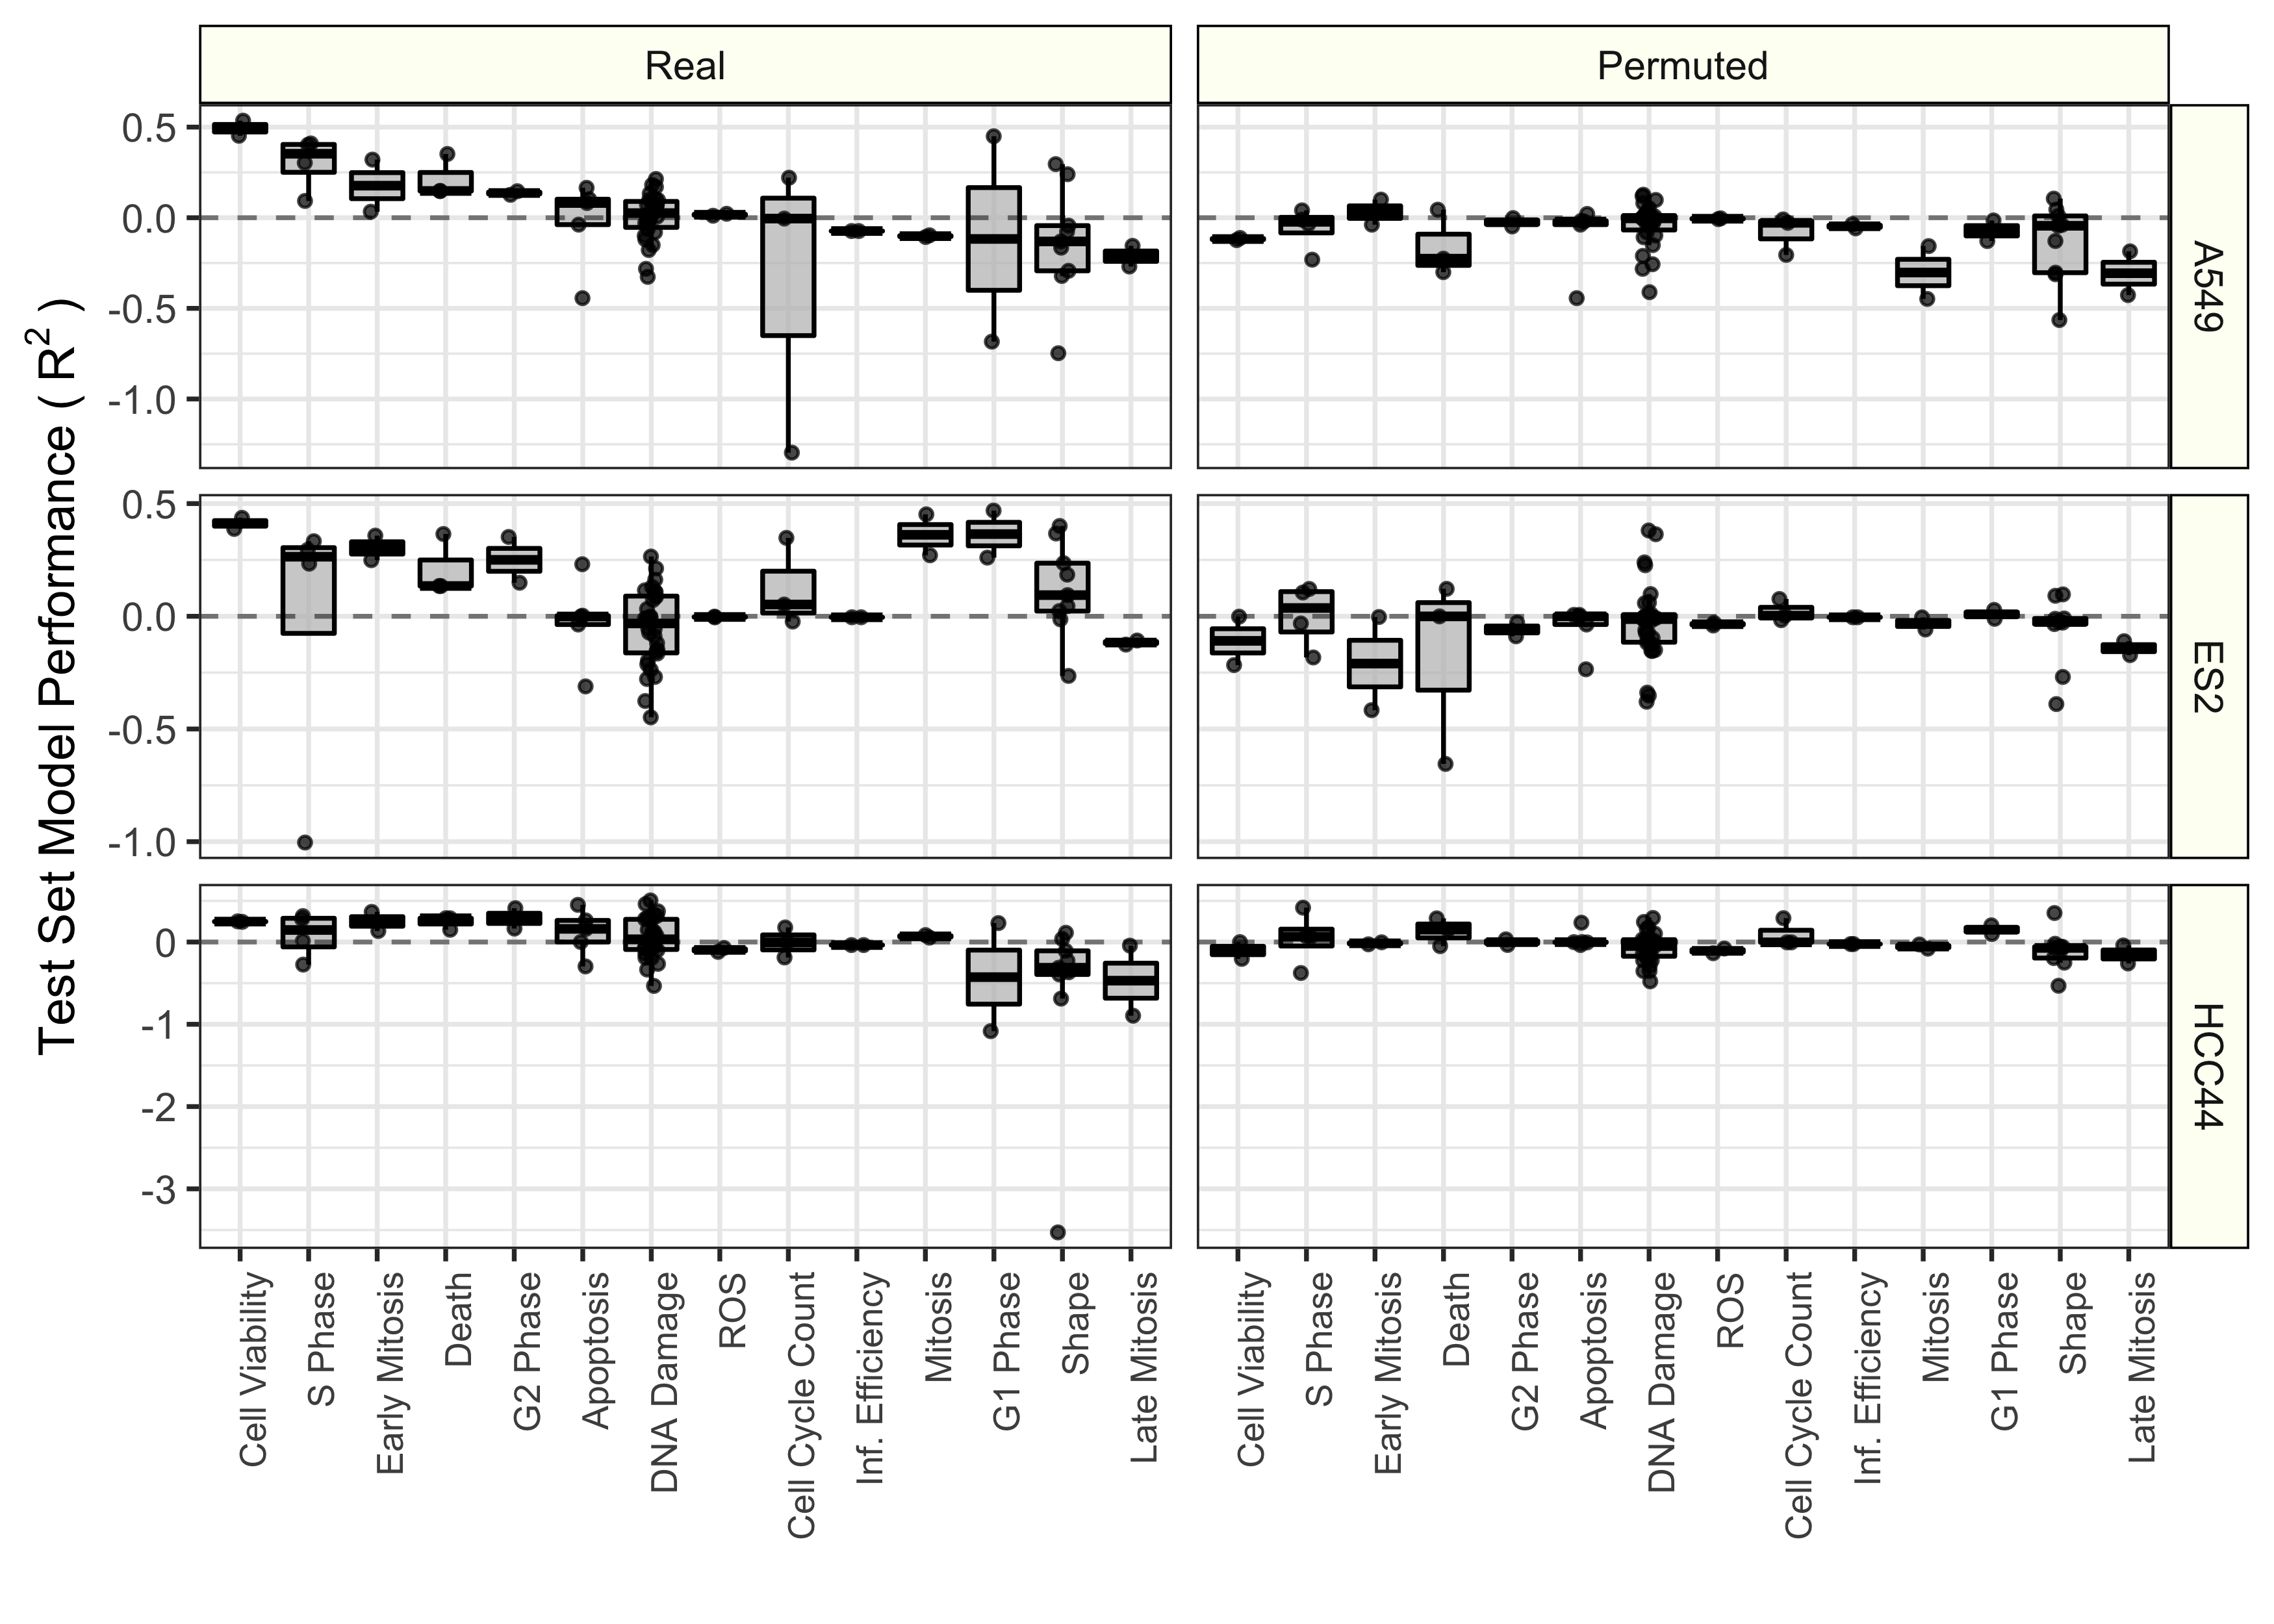 Real
Permuted
Test Set Model Performance ( R² )
0.5
0.0
-0.5
-1.0
A549
0.5
0.0
-0.5
-1.0
ES2
0
-1
-2
-3
HCC44
Cell Viability
S Phase
Early Mitosis
Death
G2 Phase
Apoptosis
DNA Damage
ROS
Cell Cycle Count
Inf. Efficiency
Mitosis
G1 Phase
Shape
Late Mitosis
Cell Viability
S Phase
Early Mitosis
Death
G2 Phase
Apoptosis
DNA Damage
ROS
Cell Cycle Count
Inf. Efficiency
Mitosis
G1 Phase
Shape
Late Mitosis